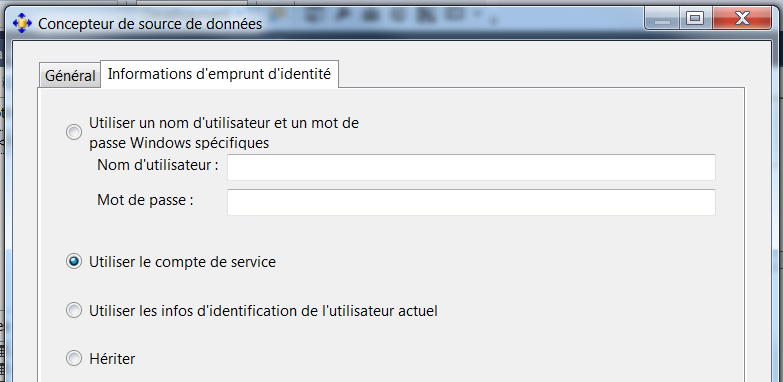 Concepteur de source de données
Général
Informations d'emprunt d'identité
Utiliser un nom d'utilisateur et un mot de
passe Windows spécifiques
Nom d'utilisateur :
Mot de passe :
Utiliser le compte de service
Utiliser les infos d'identification de l'utilisateur actuel
Hériter